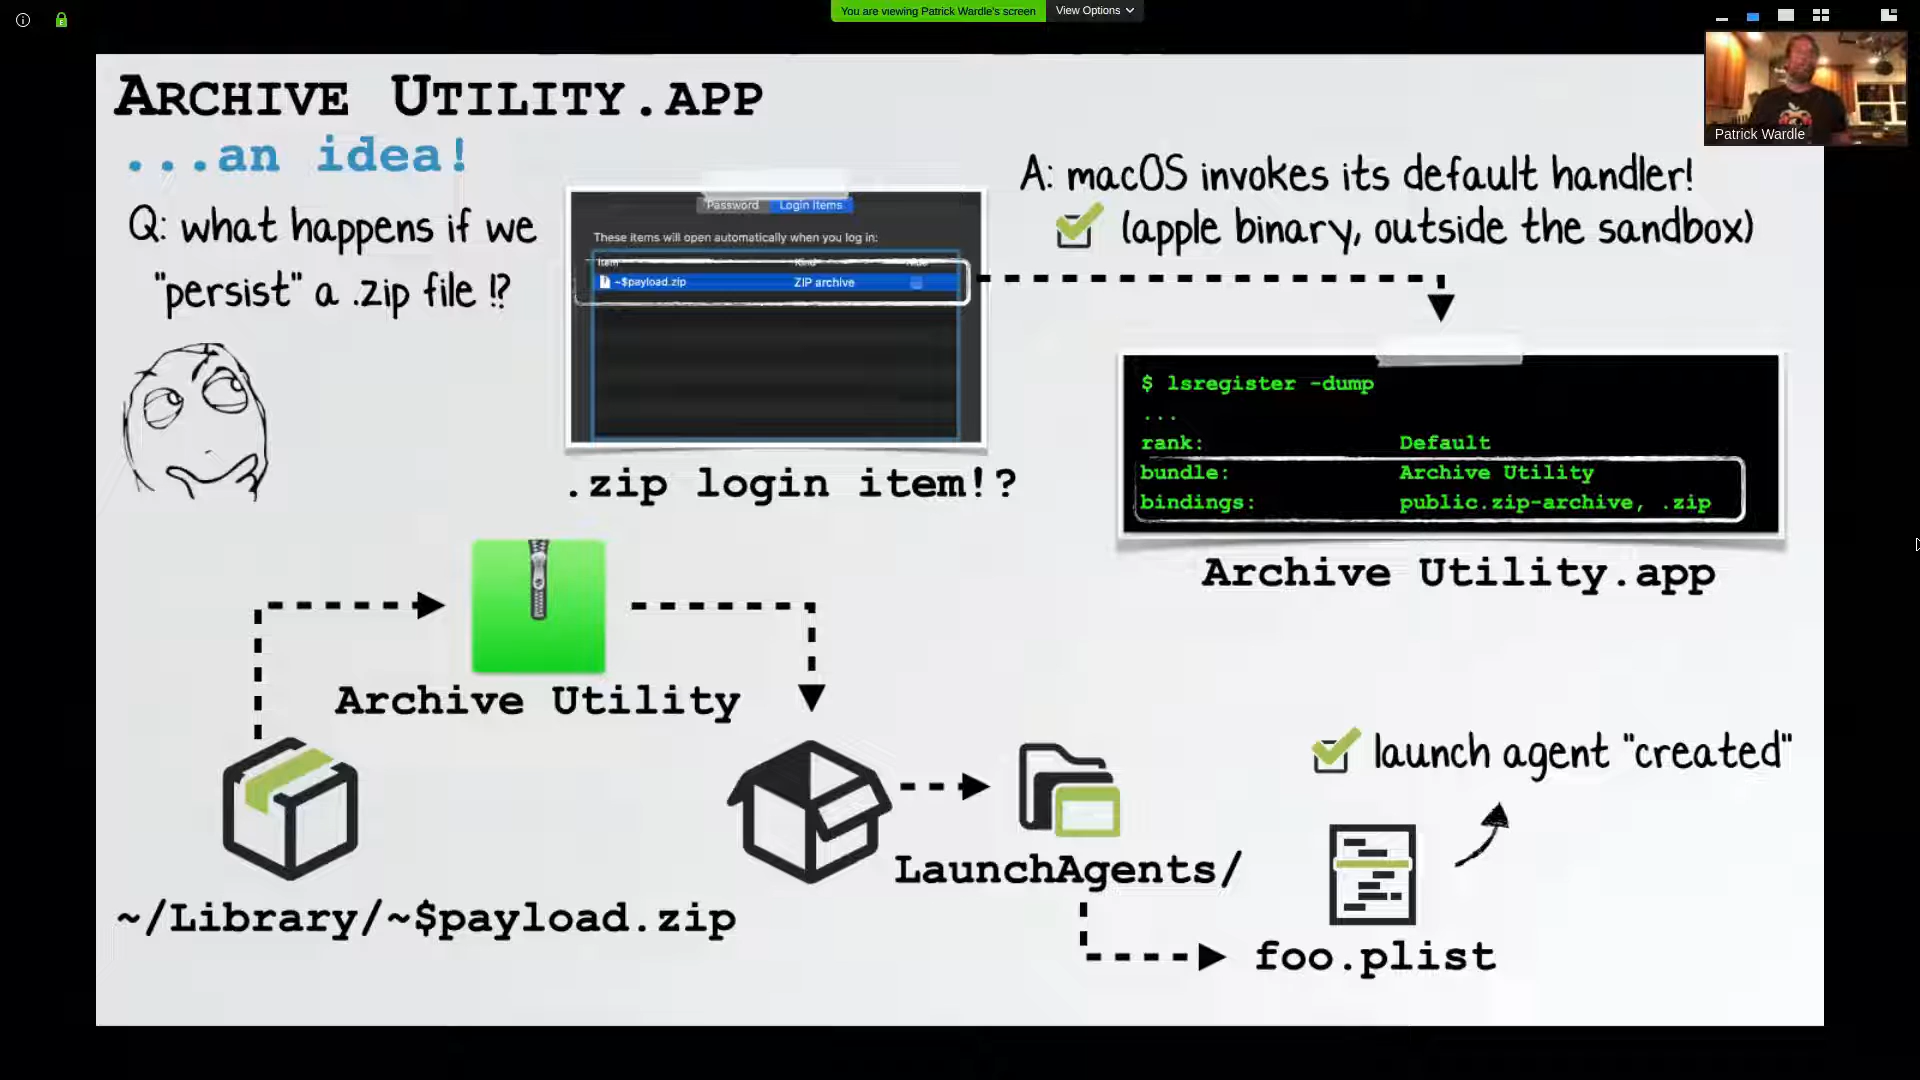 You are viewing Patrick Wardle's screen
View Options
Patrick Wardle
ARCHIVE UTILITY.APP
...an idea!
Q: what happens if we
"persist" a .zip file !?
Password Login Items
These items will open automatically when you log in:
Item Kind Hide
~$payload.zip ZIP archive
.zip login item!?
A: macOS invokes its default handler!
(apple binary, outside the sandbox)
$ lsregister -dump
...
rank: Default
bundle: Archive Utility
bindings: public.zip-archive, .zip
Archive Utility.app
Archive Utility
~/Library/~$payload.zip
LaunchAgents/
launch agent "created"
foo.plist